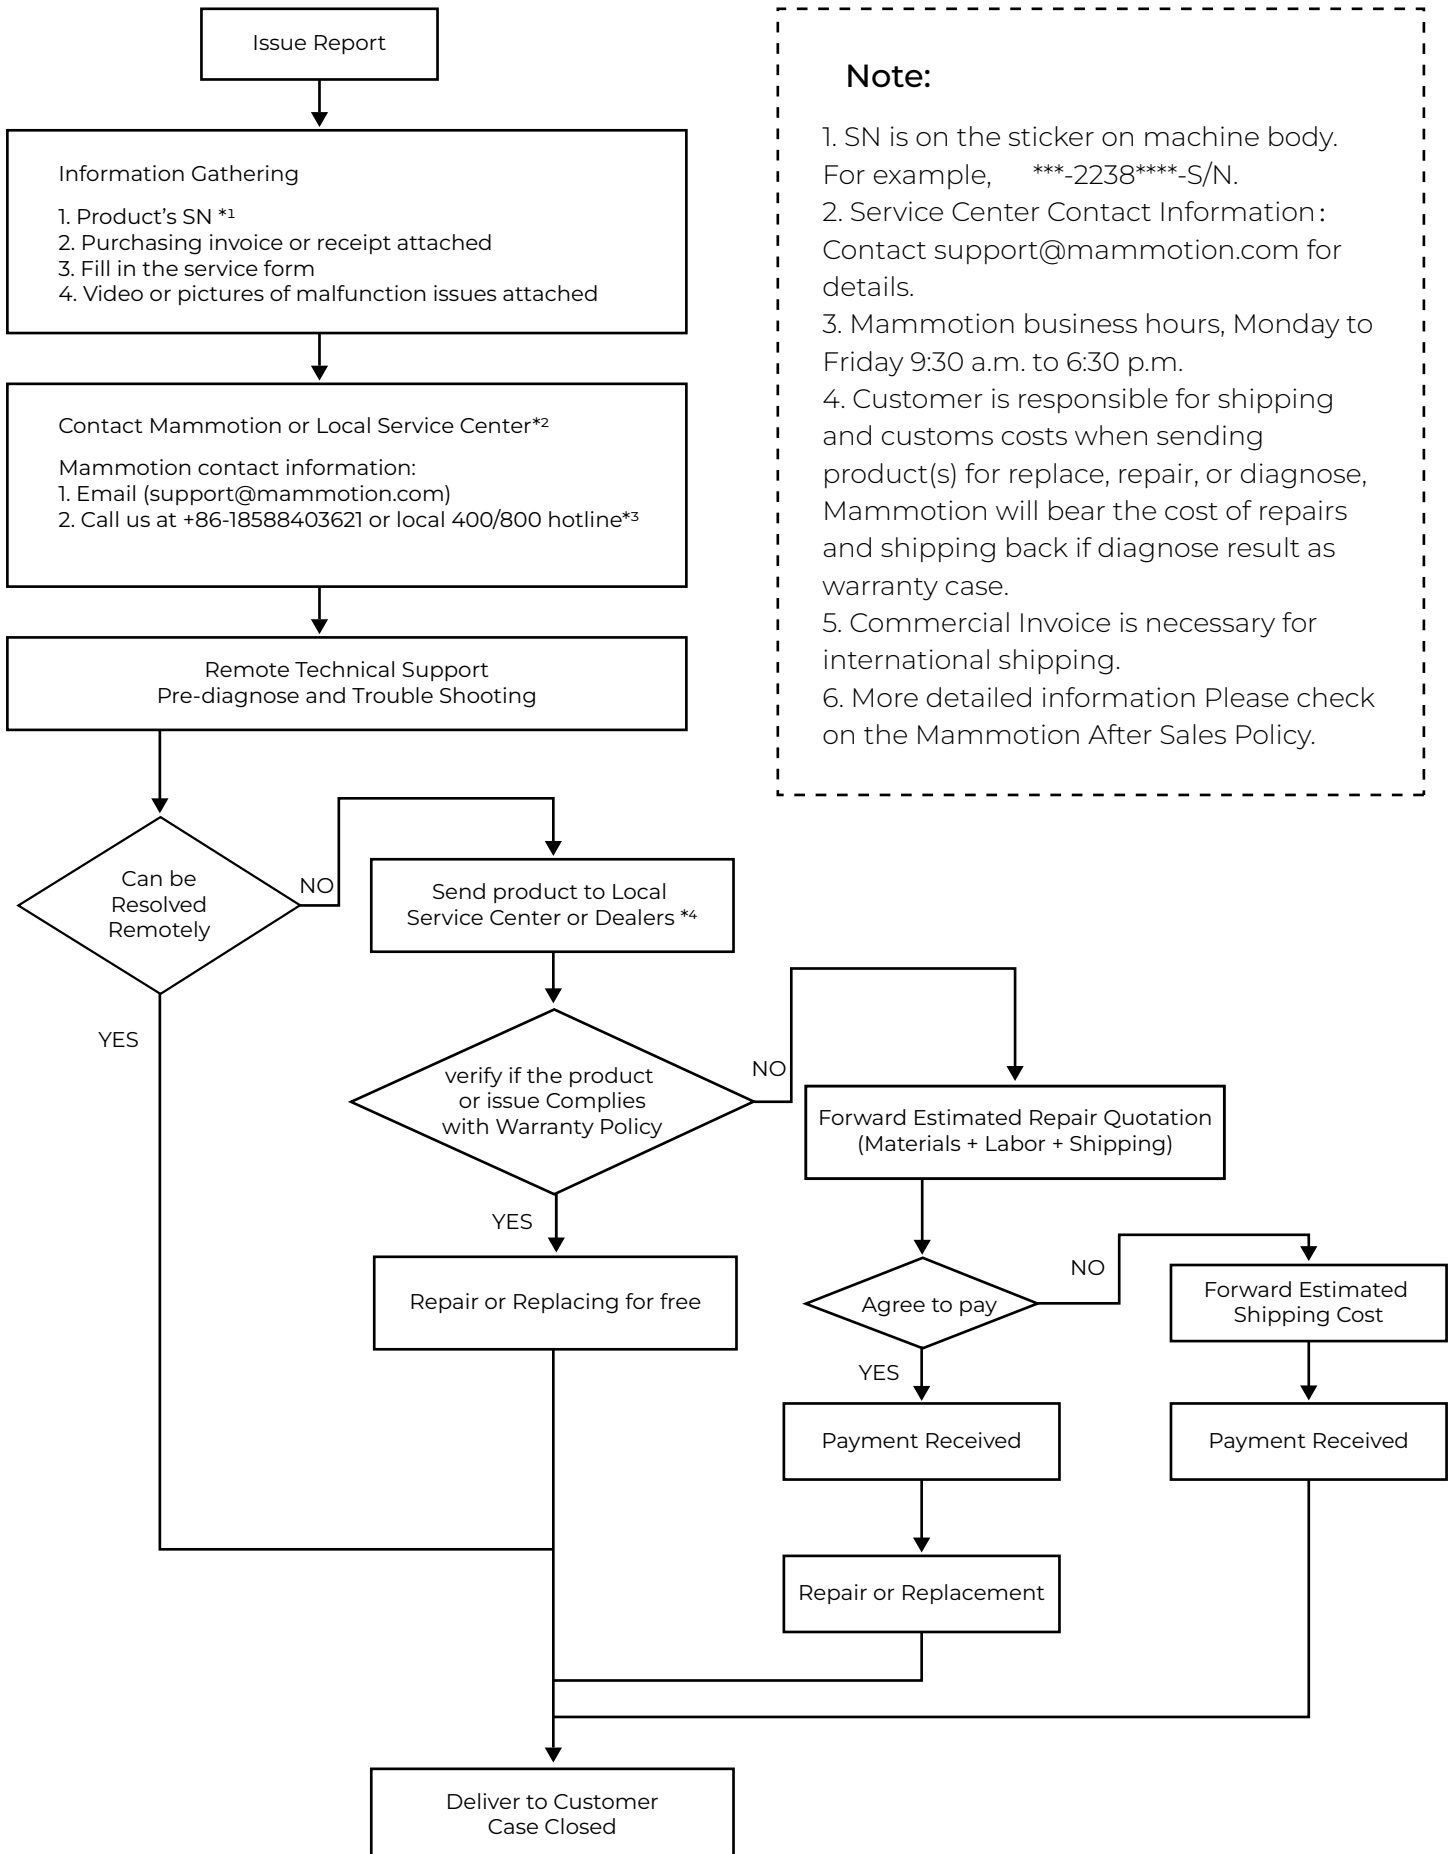 Issue Report
Information Gathering
1. Product’s SN *¹
2. Purchasing invoice or receipt attached
3. Fill in the service form
4. Video or pictures of malfunction issues attached
Contact Mammotion or Local Service Center*²
Mammotion contact information:
1. Email (support@mammotion.com)
2. Call us at +86-18588403621 or local 400/800 hotline*³
Remote Technical Support
Pre-diagnose and Trouble Shooting
Note:
1. SN is on the sticker on machine body.
For example, ***-2238****-S/N.
2. Service Center Contact Information:
Contact support@mammotion.com for
details.
3. Mammotion business hours, Monday to
Friday 9:30 a.m. to 6:30 p.m.
4. Customer is responsible for shipping
and customs costs when sending
product(s) for replace, repair, or diagnose,
Mammotion will bear the cost of repairs
and shipping back if diagnose result as
warranty case.
5. Commercial Invoice is necessary for
international shipping.
6. More detailed information Please check
on the Mammotion After Sales Policy.
Can be
Resolved
Remotely
NO
YES
Send product to Local
Service Center or Dealers *⁴
verify if the product
or issue Complies
with Warranty Policy
NO
YES
Forward Estimated Repair Quotation
(Materials + Labor + Shipping)
Repair or Replacing for free
Agree to pay
NO
YES
Forward Estimated
Shipping Cost
Payment Received
Payment Received
Repair or Replacement
Deliver to Customer
Case Closed